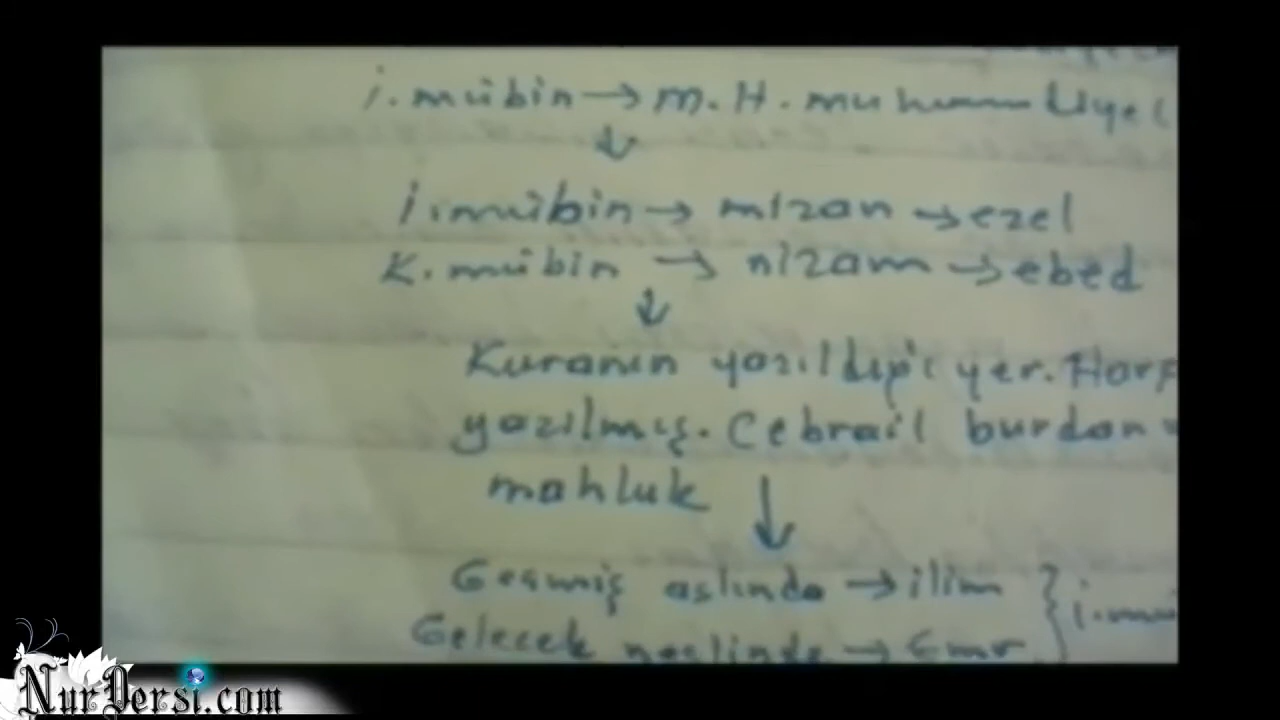 i.mübin → m.H.
↓
i.mübin → mizan → ezel
K.mübin → nizam → ebed
↓
Kuranın yazıldığı yer. Harf
yazılmış. Cebrail burdan
mahluk ↓
Geçmiş aslında → ilim } i.mü
Gelecek neslinde → Emr
NurDersi.com